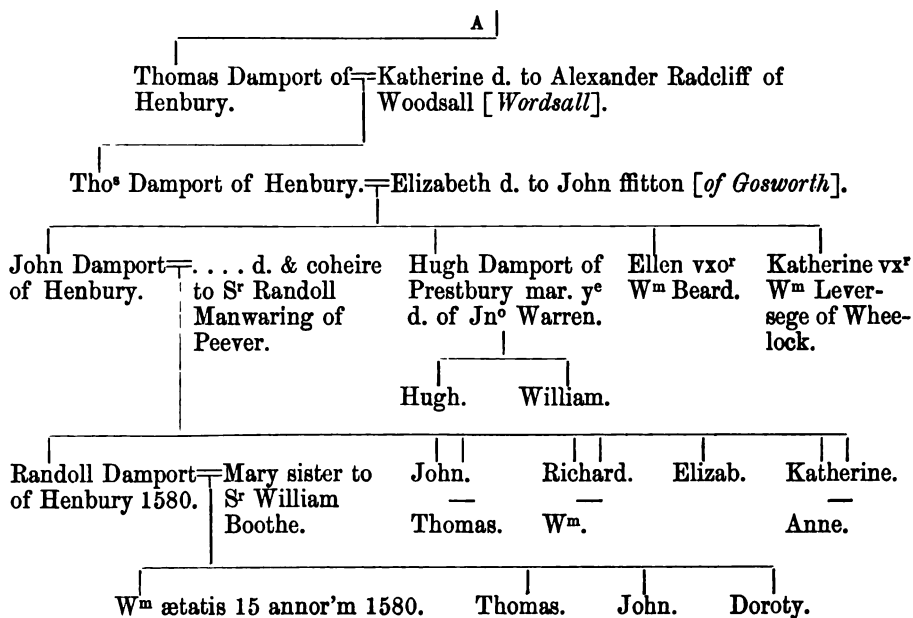 A
Thomas Damport of Henbury.
Katherine d. to Alexander Radcliff of
Woodsall [Wordsall].
Thoˢ Damport of Henbury.
Elizabeth d. to John ffitton [of Gosworth].
John Damport
of Henbury.
. . . . d. & coheire
to Sʳ Randoll
Manwaring of
Peever.
Hugh Damport of
Prestbury mar. yᵉ
d. of Jnᵒ Warren.
Ellen vxoʳ
Wᵐ Beard.
Katherine vxʳ
Wᵐ Lever-
sege of Whee-
lock.
Hugh.
William.
Randoll Damport
of Henbury 1580.
Mary sister to
Sʳ William
Boothe.
John.
Thomas.
Richard.
Wᵐ.
Elizab.
Katherine.
Anne.
Wᵐ ætatis 15 annor'm 1580.
Thomas.
John.
Doroty.